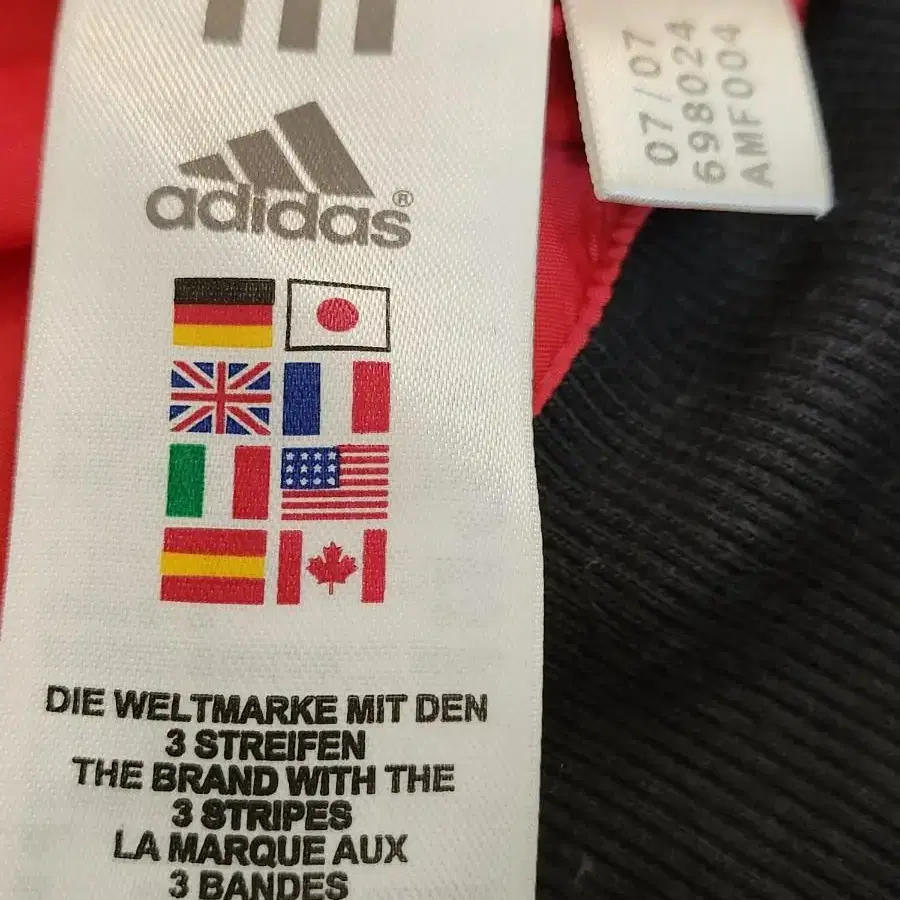 adidas®
DIE WELTMARKE MIT DEN
3 STREIFEN
THE BRAND WITH THE
3 STRIPES
LA MARQUE AUX
3 BANDES
07/07
698024
AMF004